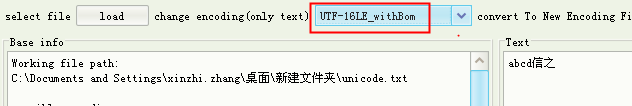 select file load change encoding(only text) UTF-16LE_withBom convert To New Encoding Fi
Base info
Text
Working file path:
abcd信之
C:\Documents and Settings\xinzhi.zhang\桌面\新建文件夹\unicode.txt